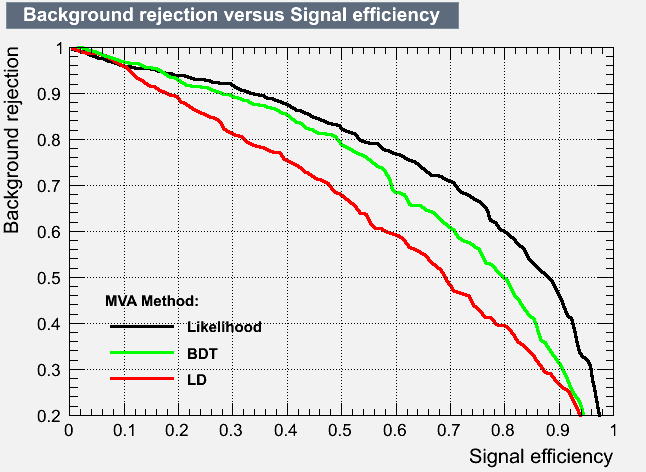 Background rejection versus Signal efficiency
Background rejection
1
0.9
0.8
0.7
0.6
0.5
0.4
0.3
0.2
MVA Method:
Likelihood
BDT
LD
0 0.1 0.2 0.3 0.4 0.5 0.6 0.7 0.8 0.9 1
Signal efficiency